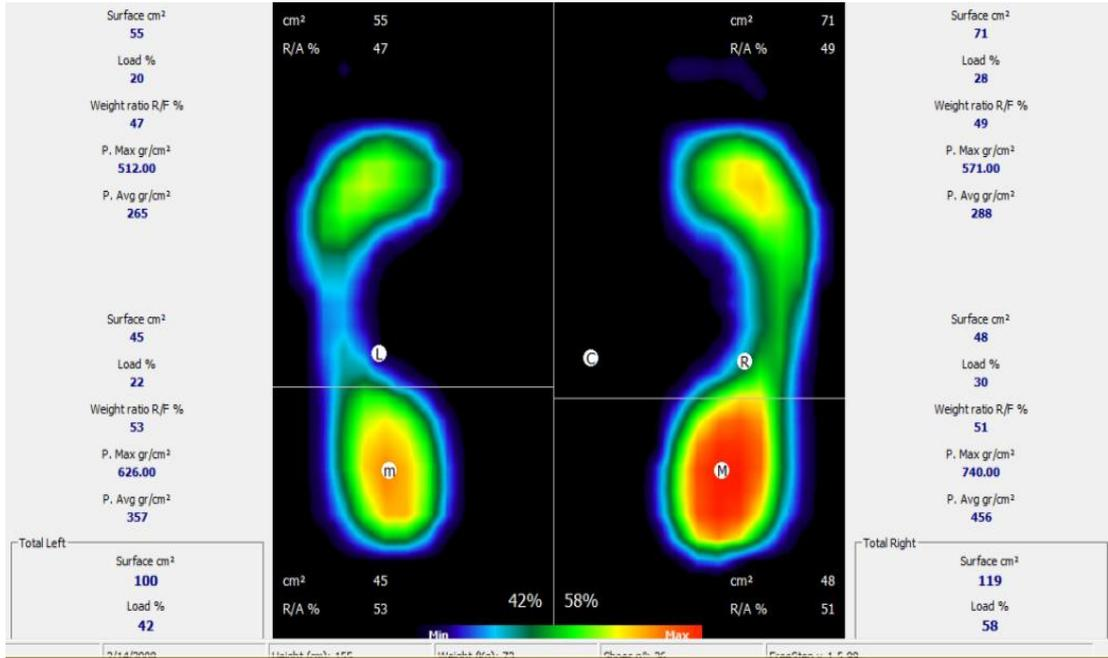 Surface cm²
55
Load %
20
Weight ratio R/F %
47
P. Max gr/cm²
512.00
P. Avg gr/cm²
265
Surface cm²
45
Load %
22
Weight ratio R/F %
53
P. Max gr/cm²
626.00
P. Avg gr/cm²
357
Total Left
Surface cm²
100
Load %
42
cm² 55
R/A % 47
L
m
cm² 45
R/A % 53
42%
cm² 71
R/A % 49
C
R
M
cm² 48
58%
R/A % 51
Min
Max
Surface cm²
71
Load %
28
Weight ratio R/F %
49
P. Max gr/cm²
571.00
P. Avg gr/cm²
288
Surface cm²
48
Load %
30
Weight ratio R/F %
51
P. Max gr/cm²
740.00
P. Avg gr/cm²
456
Total Right
Surface cm²
119
Load %
58
Height (cm): 155